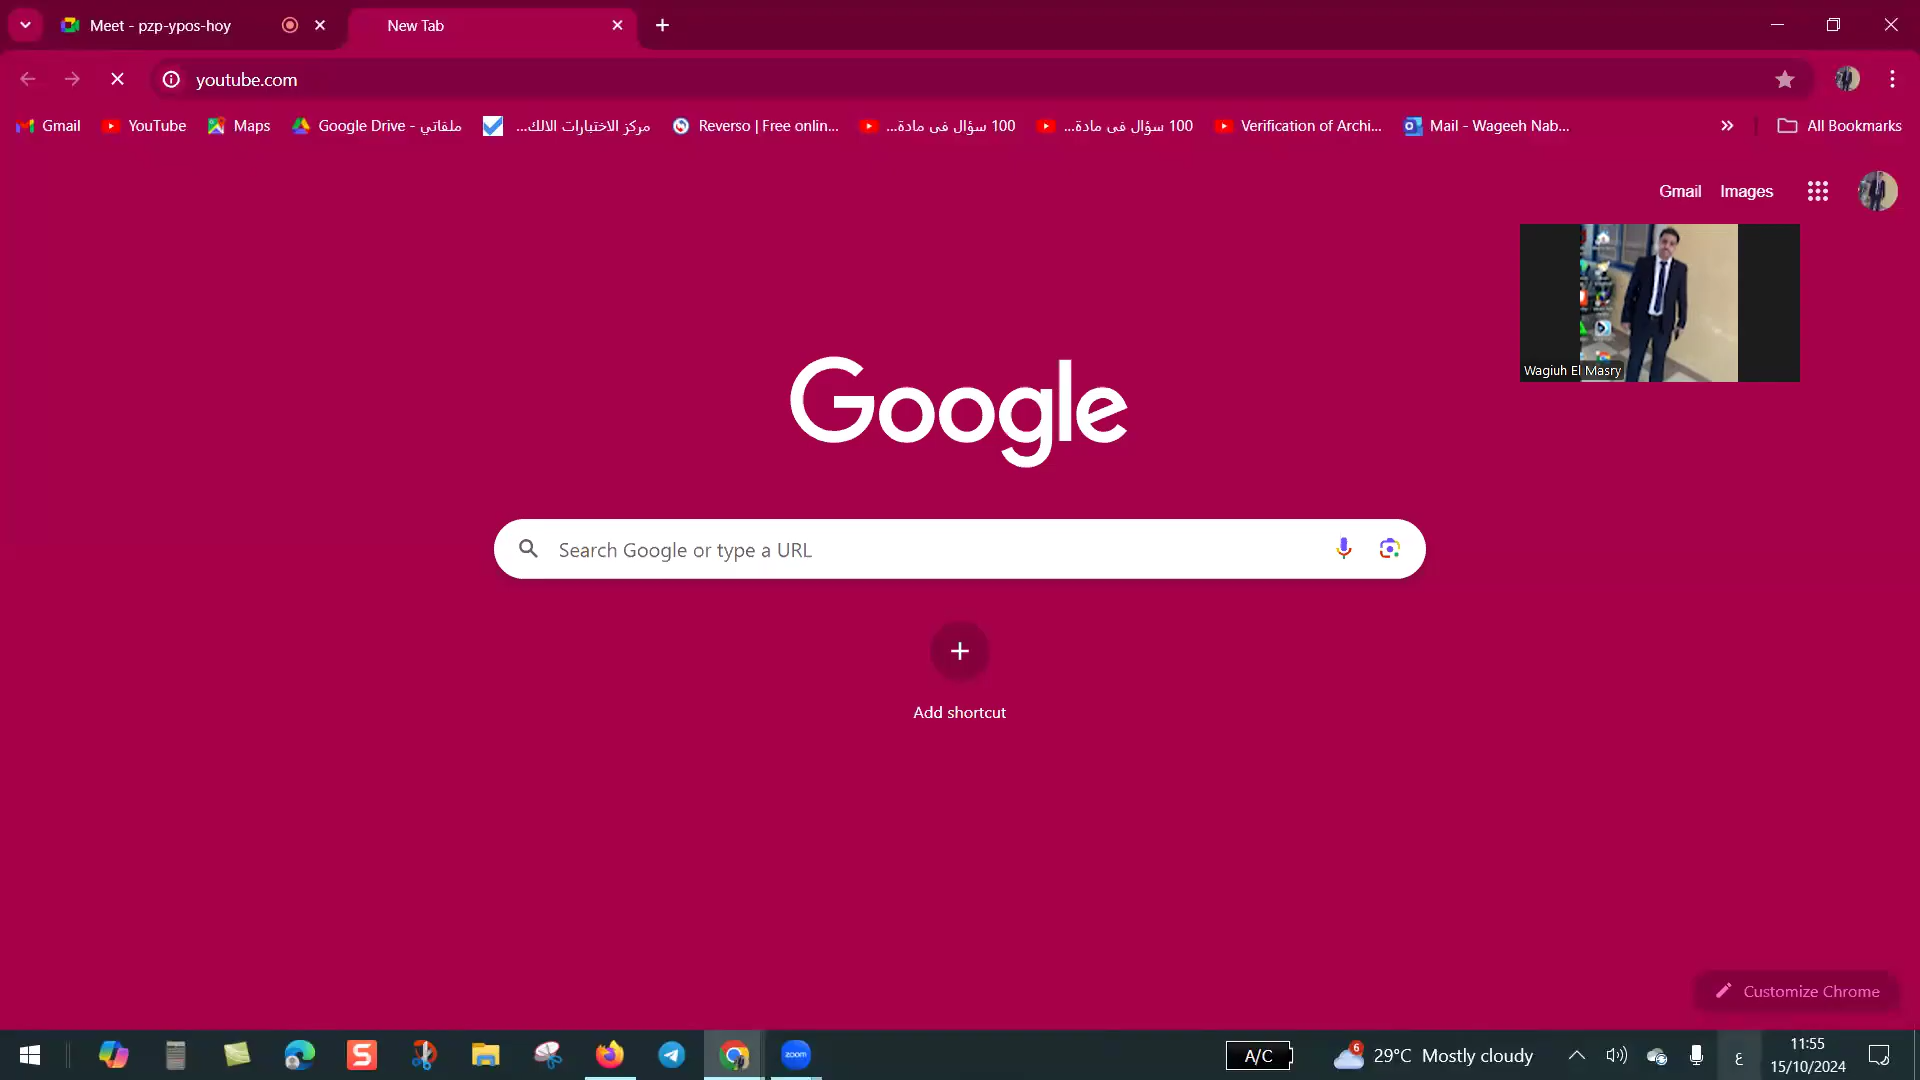 Meet - pzp-ypos-hoy
New Tab
youtube.com
Gmail
YouTube
Maps
Google Drive - ملفاتي
مركز الاختبارات الالك...
Reverso | Free onlin...
100 سؤال فى مادة...
100 سؤال فى مادة...
Verification of Archi...
Mail - Wageeh Nab...
All Bookmarks
Gmail
Images
Wagiuh El Masry
Google
Search Google or type a URL
Add shortcut
Customize Chrome
S
zoom
A/C
6
29°C Mostly cloudy
ع
11:55
15/10/2024